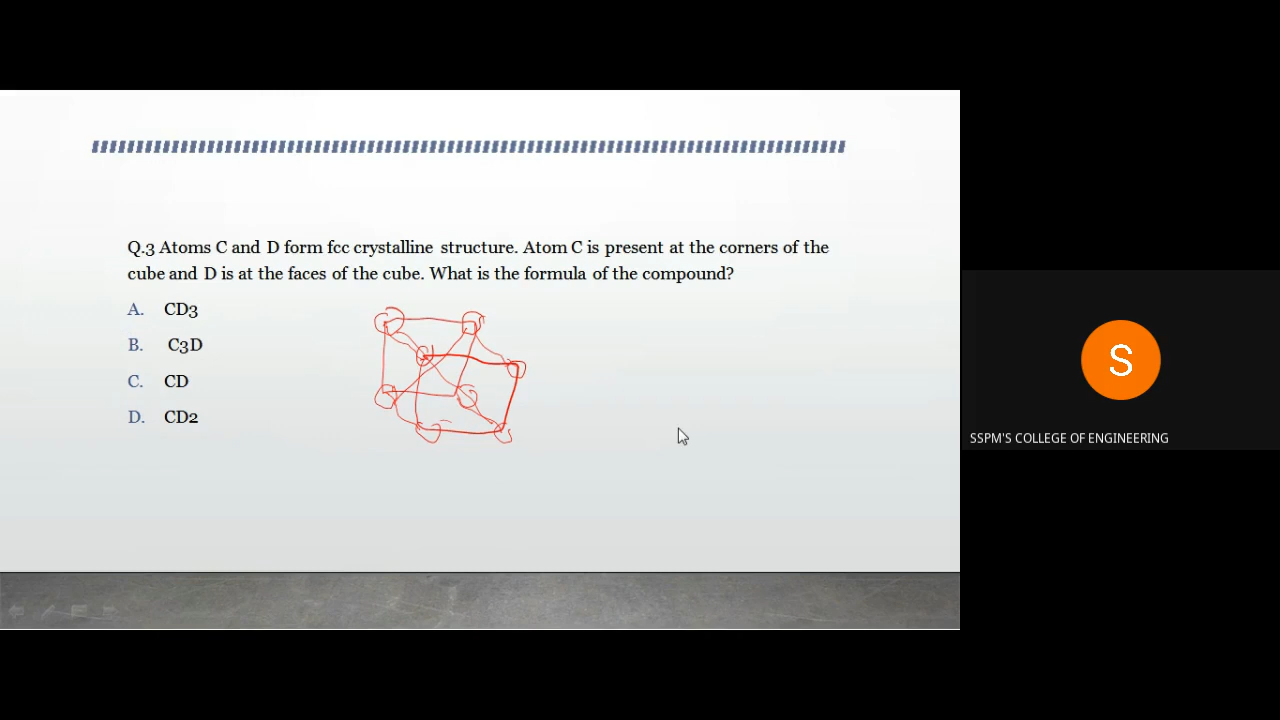 Q.3 Atoms C and D form fcc crystalline structure. Atom C is present at the corners of the
cube and D is at the faces of the cube. What is the formula of the compound?
A. CD3
B. C3D
C. CD
D. CD2
S
SSPM'S COLLEGE OF ENGINEERING